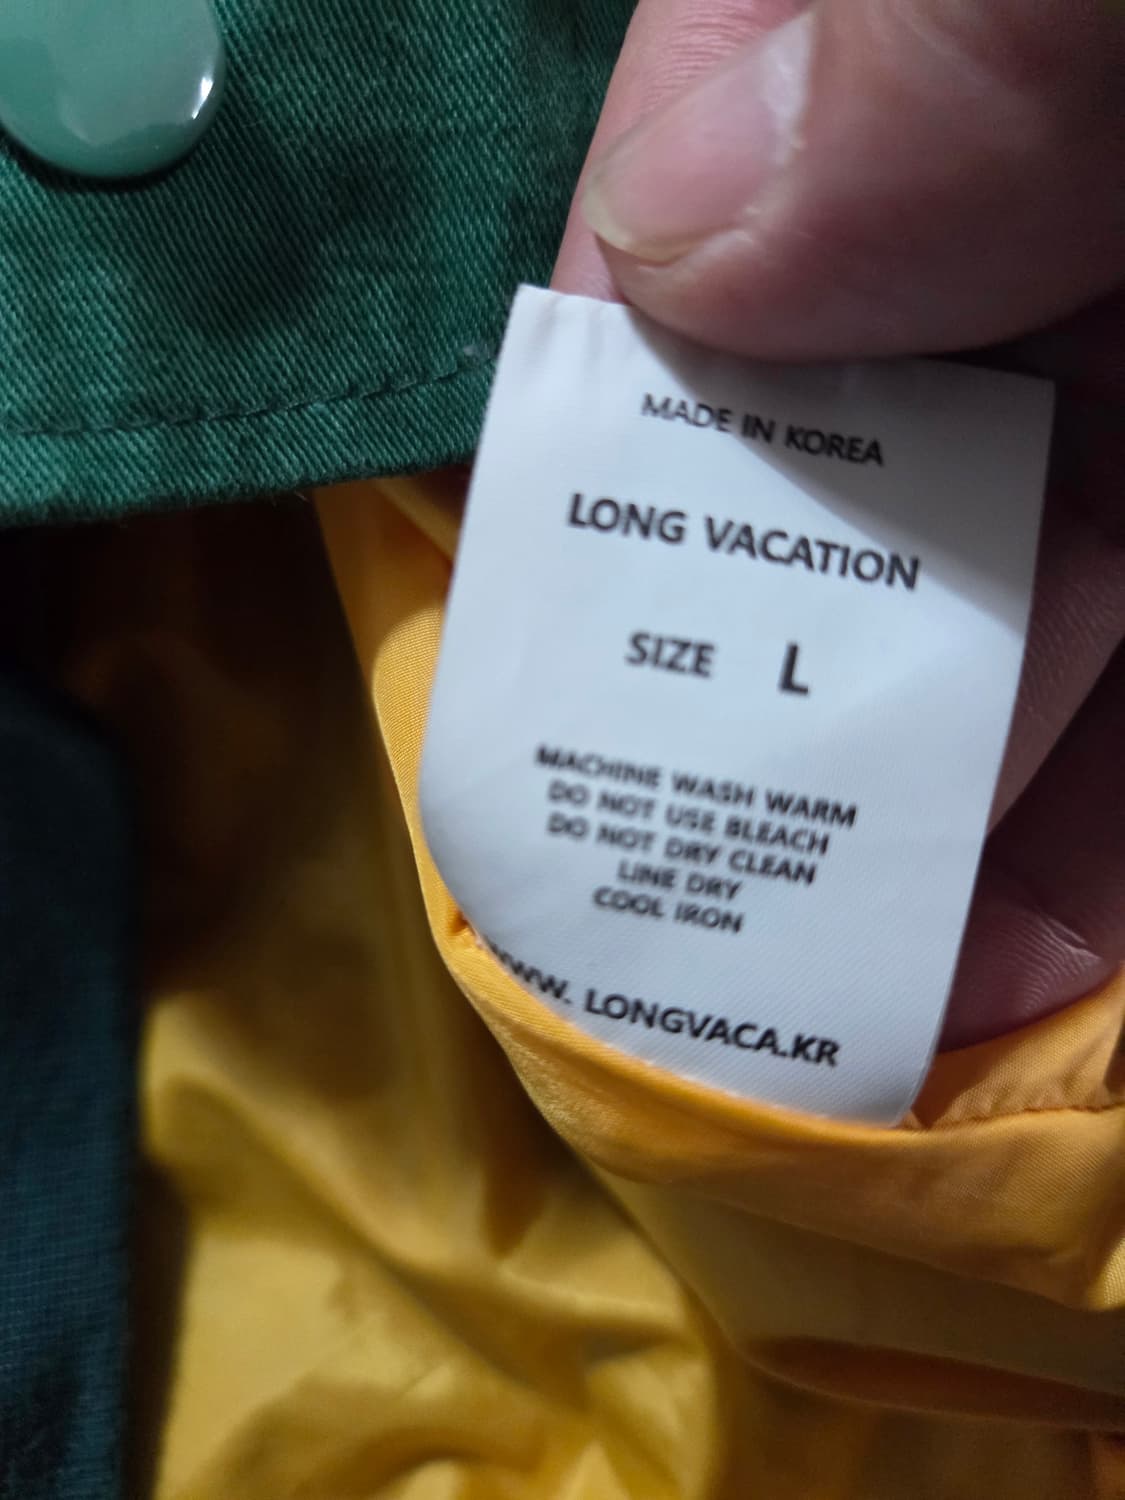 MADE IN KOREA
LONG VACATION
SIZE L
MACHINE WASH WARM
DO NOT USE BLEACH
DO NOT DRY CLEAN
LINE DRY
COOL IRON
WWW. LONGVACA.KR